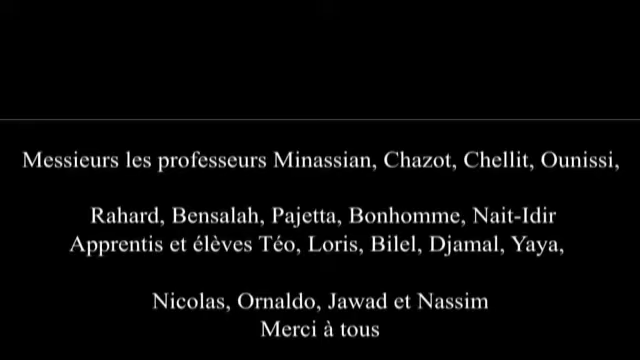 Messieurs les professeurs Minassian, Chazot, Chellit, Ounissi,
Rahard, Bensalah, Pajetta, Bonhomme, Nait-Idir
Apprentis et élèves Téo, Loris, Bilel, Djamal, Yaya,
Nicolas, Ornaldo, Jawad et Nassim
Merci à tous